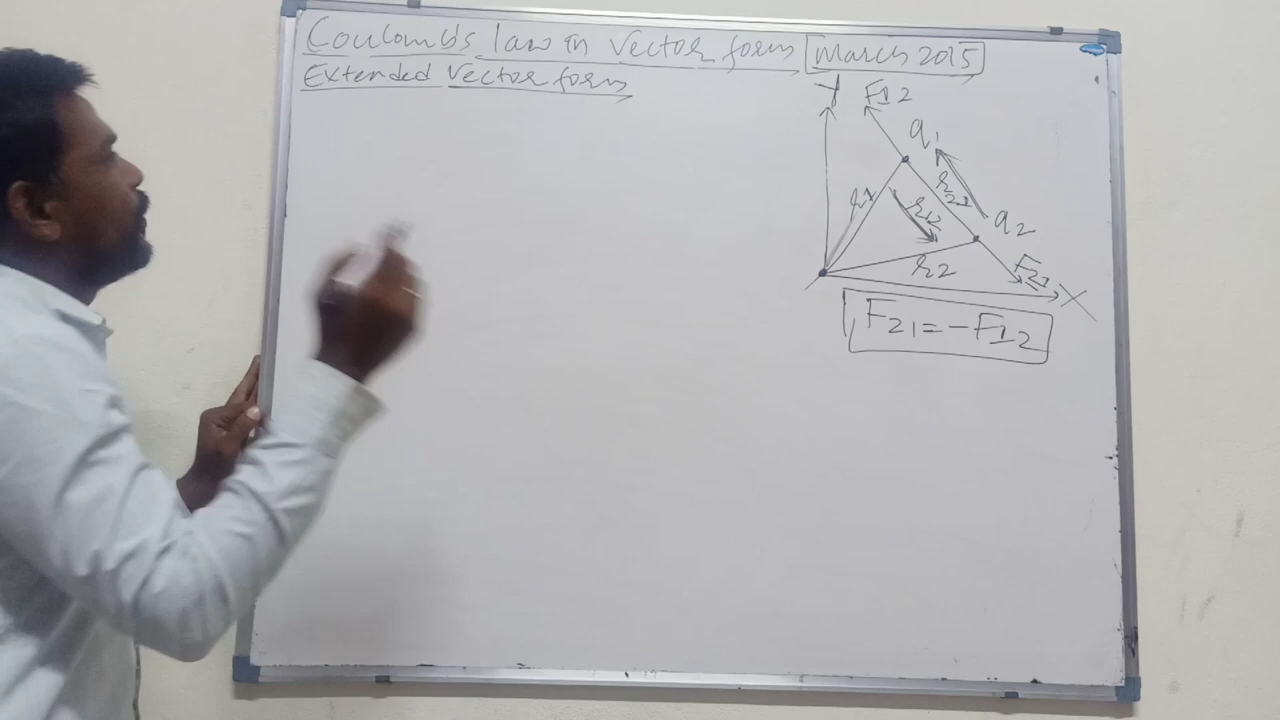 Coulomb's law in vector form March 2015
Extended vector form
Y
F12
q1
r1
r21
r12
q2
r2
F21
X
F21 = -F12